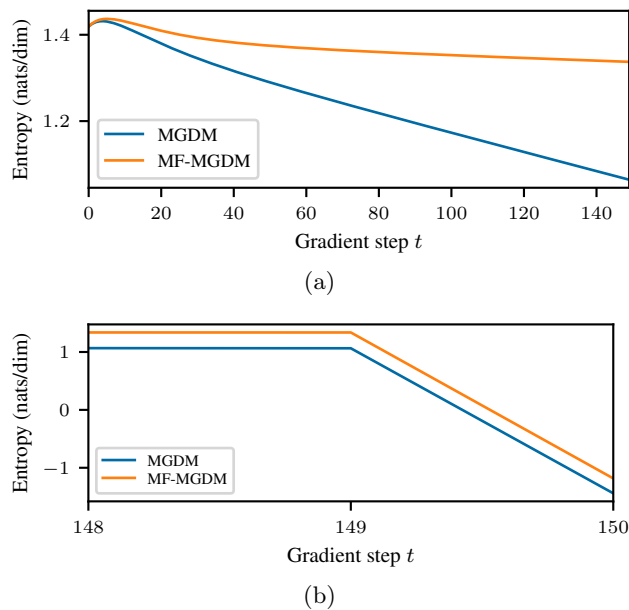 Entropy (nats/dim)
1.4
1.2
MGDM
MF-MGDM
0 20 40 60 80 100 120 140
Gradient step t
(a)
Entropy (nats/dim)
1
0
−1
MGDM
MF-MGDM
148 149 150
Gradient step t
(b)